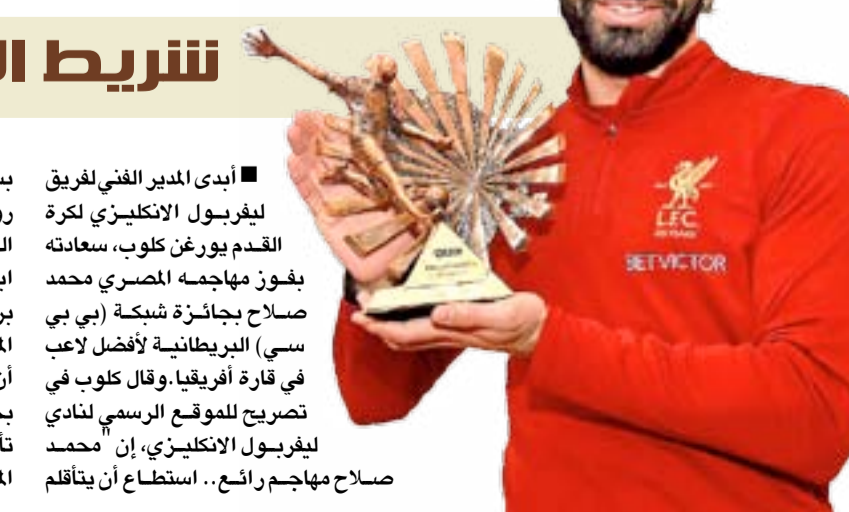 شريط
■ أبدى المدير الفني لفريق
ليفربول الانكليزي لكرة
القدم يورغن كلوب، سعادته
بفوز مهاجمه المصري محمد
صلاح بجائزة شبكة (بي بي
سي) البريطانية لأفضل لاعب
في قارة أفريقيا.وقال كلوب في
تصريح للموقع الرسمي لنادي
ليفربول الانكليزي، إن "محمد
صلاح مهاجم رائع.. استطاع أن يتأقلم
L.F.C.
BETVICTOR